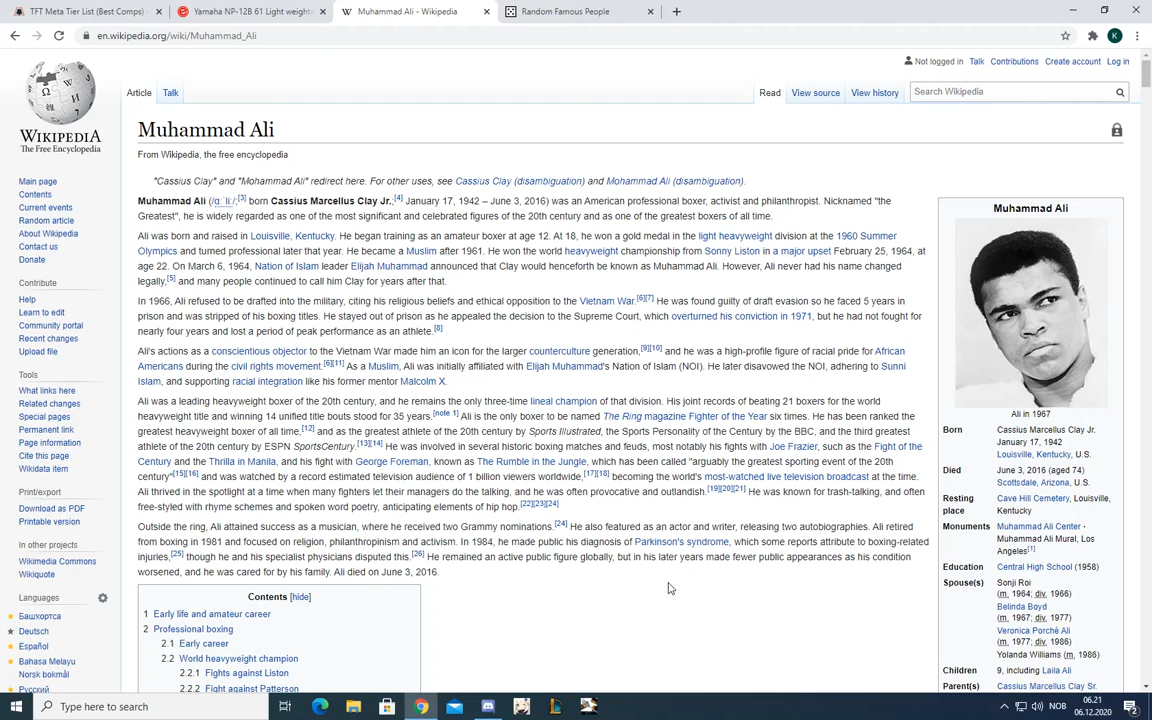 TFT Meta Tier List (Best Comps)
Yamaha NP-12B 61 Light weight
Muhammad Ali - Wikipedia
Random Famous People
en.wikipedia.org/wiki/Muhammad_Ali
K
Not logged in Talk Contributions Create account Log in
Article Talk Read View source View history Search Wikipedia
WIKIPEDIA
The Free Encyclopedia
Main page
Contents
Current events
Random article
About Wikipedia
Contact us
Donate
Contribute
Help
Learn to edit
Community portal
Recent changes
Upload file
Tools
What links here
Related changes
Special pages
Permanent link
Page information
Cite this page
Wikidata item
Print/export
Download as PDF
Printable version
In other projects
Wikimedia Commons
Wikiquote
Languages
Башҡортса
Deutsch
Español
Bahasa Melayu
Norsk bokmål
Русский
Muhammad Ali
From Wikipedia, the free encyclopedia
"Cassius Clay" and "Mohammad Ali" redirect here. For other uses, see Cassius Clay (disambiguation) and Mohammad Ali (disambiguation).
Muhammad Ali (/ɑːˈliː/;[3] born Cassius Marcellus Clay Jr.;[4] January 17, 1942 – June 3, 2016) was an American professional boxer, activist and philanthropist. Nicknamed "the
Greatest", he is widely regarded as one of the most significant and celebrated figures of the 20th century and as one of the greatest boxers of all time.
Ali was born and raised in Louisville, Kentucky. He began training as an amateur boxer at age 12. At 18, he won a gold medal in the light heavyweight division at the 1960 Summer
Olympics and turned professional later that year. He became a Muslim after 1961. He won the world heavyweight championship from Sonny Liston in a major upset February 25, 1964, at
age 22. On March 6, 1964, Nation of Islam leader Elijah Muhammad announced that Clay would henceforth be known as Muhammad Ali. However, Ali never had his name changed
legally,[5] and many people continued to call him Clay for years after that.
In 1966, Ali refused to be drafted into the military, citing his religious beliefs and ethical opposition to the Vietnam War.[6][7] He was found guilty of draft evasion so he faced 5 years in
prison and was stripped of his boxing titles. He stayed out of prison as he appealed the decision to the Supreme Court, which overturned his conviction in 1971, but he had not fought for
nearly four years and lost a period of peak performance as an athlete.[8]
Ali's actions as a conscientious objector to the Vietnam War made him an icon for the larger counterculture generation,[9][10] and he was a high-profile figure of racial pride for African
Americans during the civil rights movement.[6][11] As a Muslim, Ali was initially affiliated with Elijah Muhammad's Nation of Islam (NOI). He later disavowed the NOI, adhering to Sunni
Islam, and supporting racial integration like his former mentor Malcolm X.
Ali was a leading heavyweight boxer of the 20th century, and he remains the only three-time lineal champion of that division. His joint records of beating 21 boxers for the world
heavyweight title and winning 14 unified title bouts stood for 35 years.[note 1] Ali is the only boxer to be named The Ring magazine Fighter of the Year six times. He has been ranked the
greatest heavyweight boxer of all time,[12] and as the greatest athlete of the 20th century by Sports Illustrated, the Sports Personality of the Century by the BBC, and the third greatest
athlete of the 20th century by ESPN SportsCentury.[13][14] He was involved in several historic boxing matches and feuds, most notably his fights with Joe Frazier, such as the Fight of the
Century and the Thrilla in Manila, and his fight with George Foreman, known as The Rumble in the Jungle, which has been called "arguably the greatest sporting event of the 20th
century"[15][16] and was watched by a record estimated television audience of 1 billion viewers worldwide,[17][18] becoming the world's most-watched live television broadcast at the time.
Ali thrived in the spotlight at a time when many fighters let their managers do the talking, and he was often provocative and outlandish.[19][20][21] He was known for trash-talking, and often
free-styled with rhyme schemes and spoken word poetry, anticipating elements of hip hop.[22][23][24]
Outside the ring, Ali attained success as a musician, where he received two Grammy nominations.[24] He also featured as an actor and writer, releasing two autobiographies. Ali retired
from boxing in 1981 and focused on religion, philanthropinism and activism. In 1984, he made public his diagnosis of Parkinson's syndrome, which some reports attribute to boxing-related
injuries,[25] though he and his specialist physicians disputed this.[26] He remained an active public figure globally, but in his later years made fewer public appearances as his condition
worsened, and he was cared for by his family. Ali died on June 3, 2016.
Contents [hide]
1 Early life and amateur career
2 Professional boxing
2.1 Early career
2.2 World heavyweight champion
2.2.1 Fights against Liston
2.2.2 Fight against Patterson
Muhammad Ali
Ali in 1967
Born Cassius Marcellus Clay Jr.
January 17, 1942
Louisville, Kentucky, U.S.
Died June 3, 2016 (aged 74)
Scottsdale, Arizona, U.S.
Resting place Cave Hill Cemetery, Louisville,
Kentucky
Monuments Muhammad Ali Center ·
Muhammad Ali Mural, Los
Angeles[1]
Education Central High School (1958)
Spouse(s) Sonji Roi
(m. 1964; div. 1966)
Belinda Boyd
(m. 1967; div. 1977)
Veronica Porché Ali
(m. 1977; div. 1986)
Yolanda Williams (m. 1986)
Children 9, including Laila Ali
Parent(s) Cassius Marcellus Clay Sr.
Type here to search
NOB
06.21
06.12.2020
2